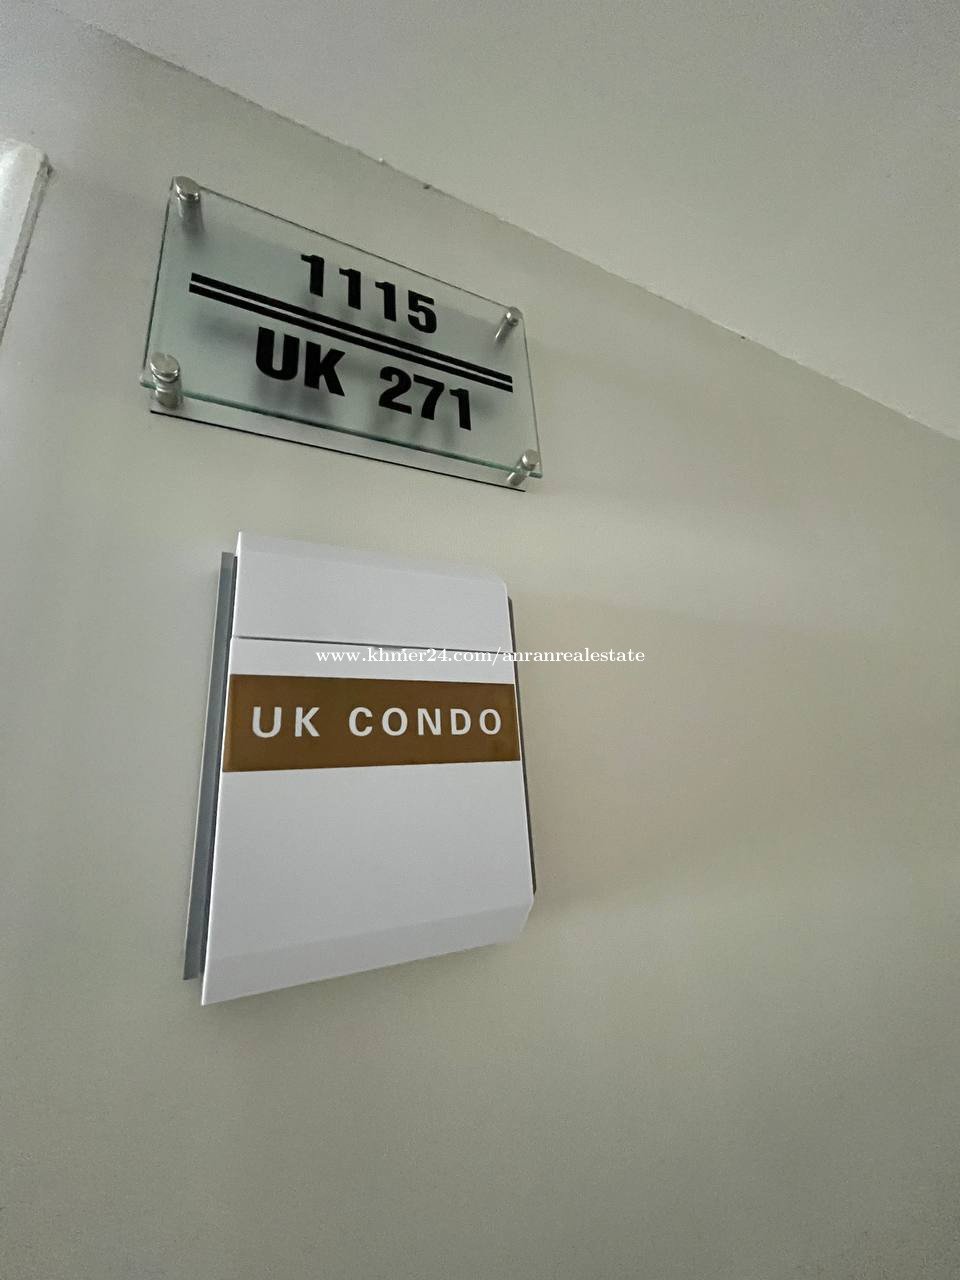 1115
UK 271
www.khmer24.com/anranrealestate
UK CONDO